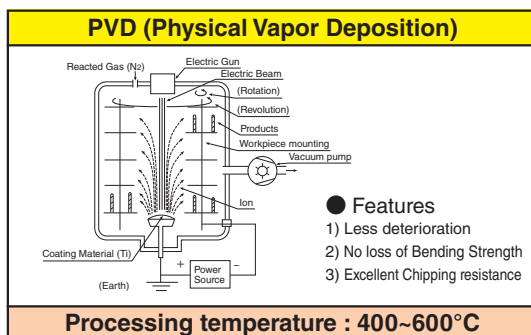 PVD (Physical Vapor Deposition)
Reacted Gas (N2)
Electric Gun
Electric Beam
(Rotation)
(Revolution)
Products
Workpiece mounting
Vacuum pump
Ion
Coating Material (Ti)
+
−
Power
Source
(Earth)
● Features
1) Less deterioration
2) No loss of Bending Strength
3) Excellent Chipping resistance
Processing temperature : 400~600°C